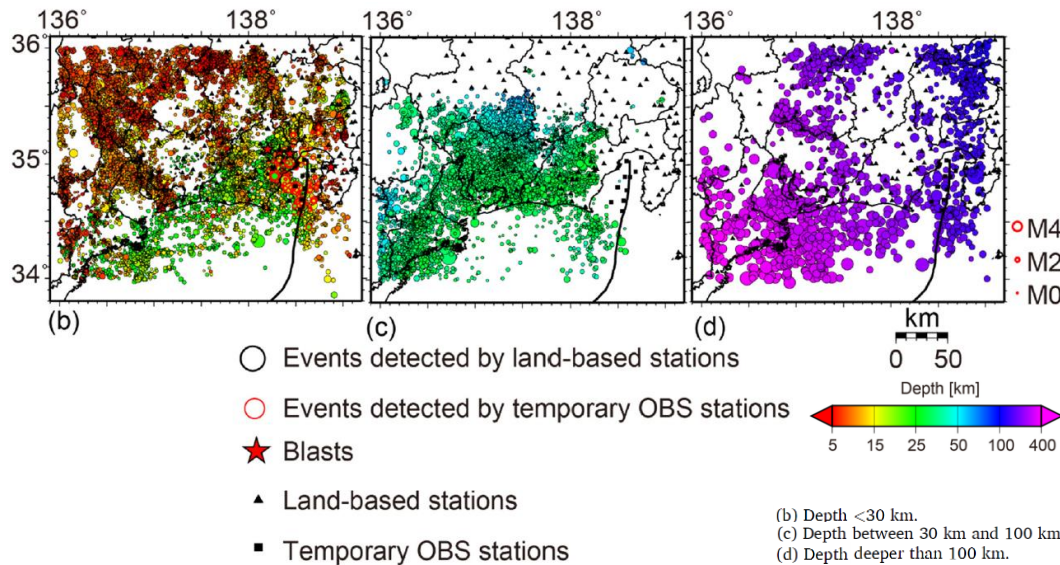 136° 138° 136° 138° 136° 138°
36°
35°
34°
(b) (c) (d)
M4
M2
M0
km
0 50
Events detected by land-based stations
Events detected by temporary OBS stations
Blasts
Land-based stations
Temporary OBS stations
Depth [km]
5 15 25 50 100 400
(b) Depth <30 km.
(c) Depth between 30 km and 100 km
(d) Depth deeper than 100 km.